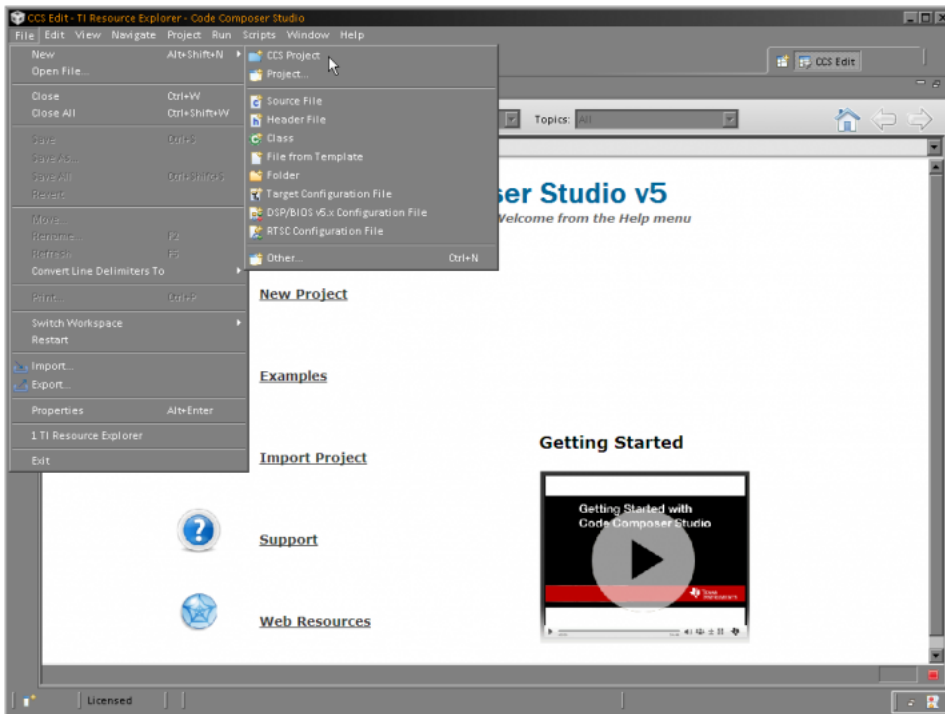 CCS Edit - TI Resource Explorer - Code Composer Studio
File Edit View Navigate Project Run Scripts Window Help
New Alt+Shift+N
Open File...
Close Ctrl+W
Close All Ctrl+Shift+W
Save Ctrl+S
Save As...
Save All Ctrl+Shift+S
Revert
Move...
Rename... F2
Refresh F5
Convert Line Delimiters To
Print... Ctrl+P
Switch Workspace
Restart
Import...
Export...
Properties Alt+Enter
1 TI Resource Explorer
Exit
CCS Project
Project...
Source File
Header File
Class
File from Template
Folder
Target Configuration File
DSP/BIOS v5.x Configuration File
RTSC Configuration File
Other... Ctrl+N
CCS Edit
Topics: All
ser Studio v5
Welcome from the Help menu
New Project
Examples
Import Project
Support
Web Resources
Getting Started
Getting Started with
Code Composer Studio
Texas
Instruments
Licensed